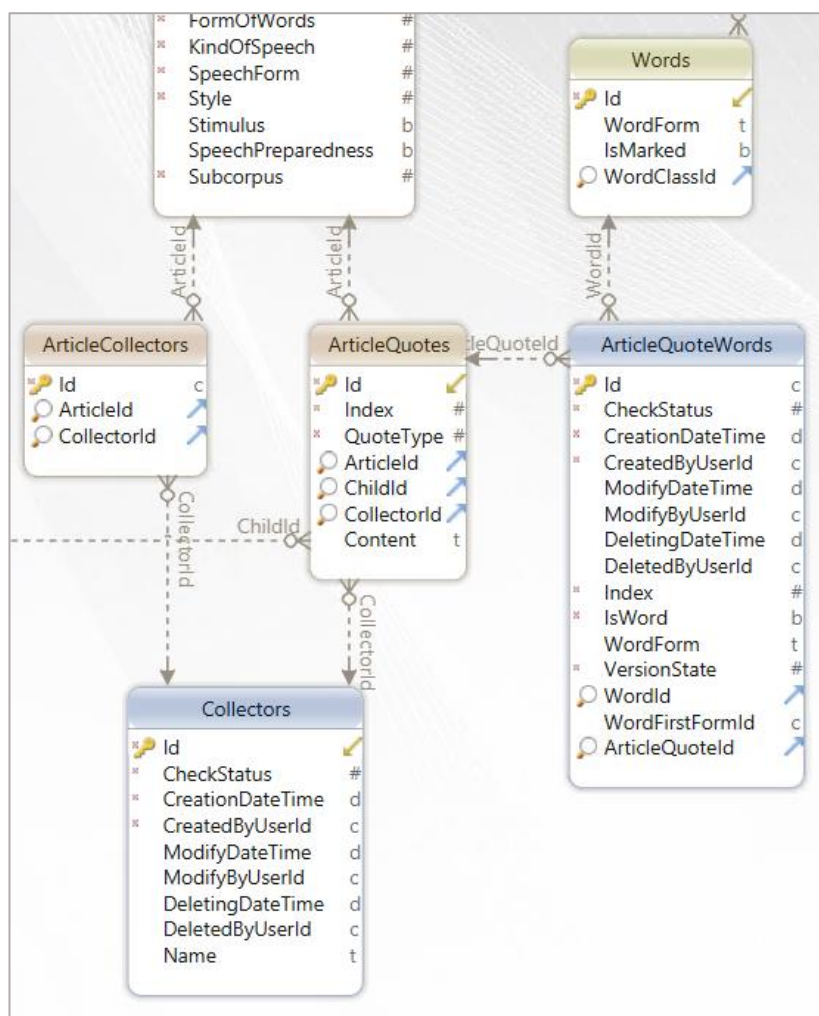 FormOfWords #
KindOfSpeech #
SpeechForm #
Style #
Stimulus b
SpeechPreparedness b
Subcorpus #
Words
Id
WordForm t
IsMarked b
WordClassId
ArticleId
ArticleId
WordId
ArticleCollectors
Id c
ArticleId
CollectorId
ArticleQuotes
Id
Index #
QuoteType #
ArticleId
ChildId
CollectorId
Content t
cleQuoteId
ArticleQuoteWords
Id c
CheckStatus #
CreationDateTime d
CreatedByUserId c
ModifyDateTime d
ModifyByUserId c
DeletingDateTime d
DeletedByUserId c
Index #
IsWord b
WordForm t
VersionState #
WordId
WordFirstFormId c
ArticleQuoteId
CollectorId
ChildId
CollectorId
Collectors
Id
CheckStatus #
CreationDateTime d
CreatedByUserId c
ModifyDateTime d
ModifyByUserId c
DeletingDateTime d
DeletedByUserId c
Name t